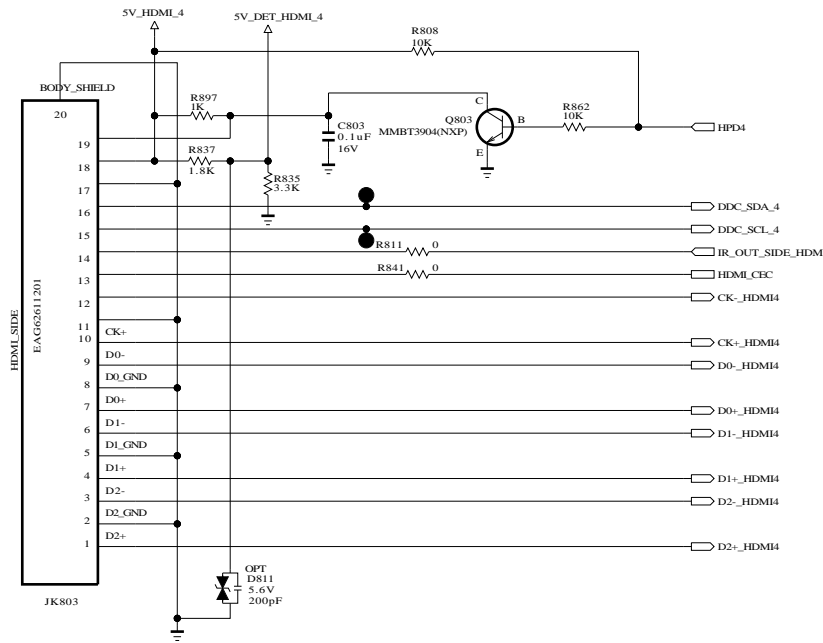 5V_HDMI_4
5V_DET_HDMI_4
R808
10K
BODY_SHIELD
R897
1K
C
Q803
MMBT3904(NXP)
B
E
R862
10K
HPD4
C803
0.1uF
16V
20
19
R837
1.8K
18
R835
3.3K
17
16
DDC_SDA_4
15
DDC_SCL_4
R811
0
14
IR_OUT_SIDE_HDM
R841
0
13
HDMI_CEC
12
CK-_HDMI4
HDMI_SIDE
EAG62611201
11
CK+
10
CK+_HDMI4
D0-
9
D0-_HDMI4
D0_GND
8
D0+
7
D0+_HDMI4
D1-
6
D1-_HDMI4
D1_GND
5
D1+
4
D1+_HDMI4
D2-
3
D2-_HDMI4
D2_GND
2
D2+
1
D2+_HDMI4
OPT
D811
5.6V
200pF
JK803